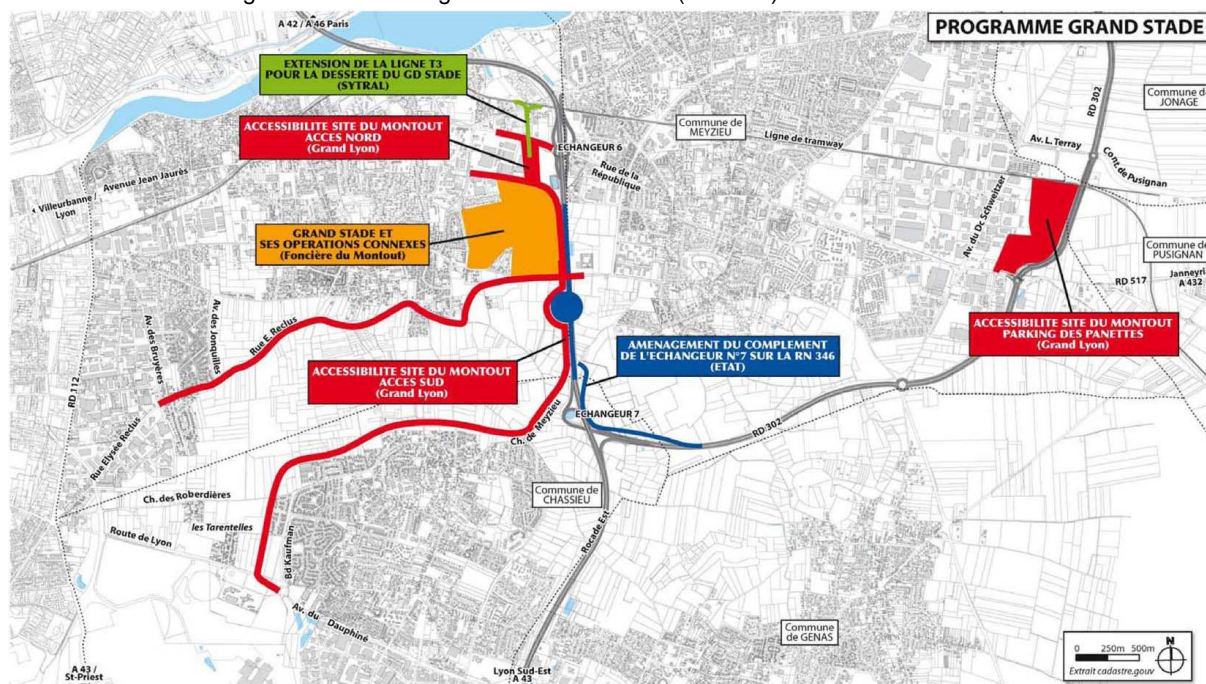 A 42 / A 46 Paris
PROGRAMME GRAND STADE
EXTENSION DE LA LIGNE T3
POUR LA DESSERTE DU GD STADE
(SYTRAL)
Commune de
JONAGE
RD 302
Commune de
MEYZIEU
ACCESSIBILITE SITE DU MONTOUT
ACCES NORD
(Grand Lyon)
Ligne de tramway
Av. L. Terray
ECHANGEUR 6
Rue de la
République
Cont. de Pusignan
Avenue Jean Jaurès
Villeurbanne /
Lyon
Av. du Dc Schweitzer
GRAND STADE ET
SES OPERATIONS CONNEXES
(Foncière du Montout)
Commune de
PUSIGNAN
RD 517
Janneyria
A 432
Av. des Bruyères
Av. des Jonquilles
Rue E. Reclus
ACCESSIBILITE SITE DU MONTOUT
PARKING DES PANETTES
(Grand Lyon)
AMENAGEMENT DU COMPLEMENT
DE L'ECHANGEUR N°7 SUR LA RN 346
(ETAT)
ACCESSIBILITE SITE DU MONTOUT
ACCES SUD
(Grand Lyon)
RD 112
ECHANGEUR 7
Ch. de Meyzieu
RD 302
Rue Elysée Reclus
Commune de
CHASSIEU
Ch. des Roberdières
les Tarentelles
Route de Lyon
Bd Kaufman
Rocade Est
Av. du Dauphiné
Commune
de GENAS
A 43 /
St-Priest
Lyon Sud-Est
A 43
0 250m 500m
N
Extrait cadastre.gouv